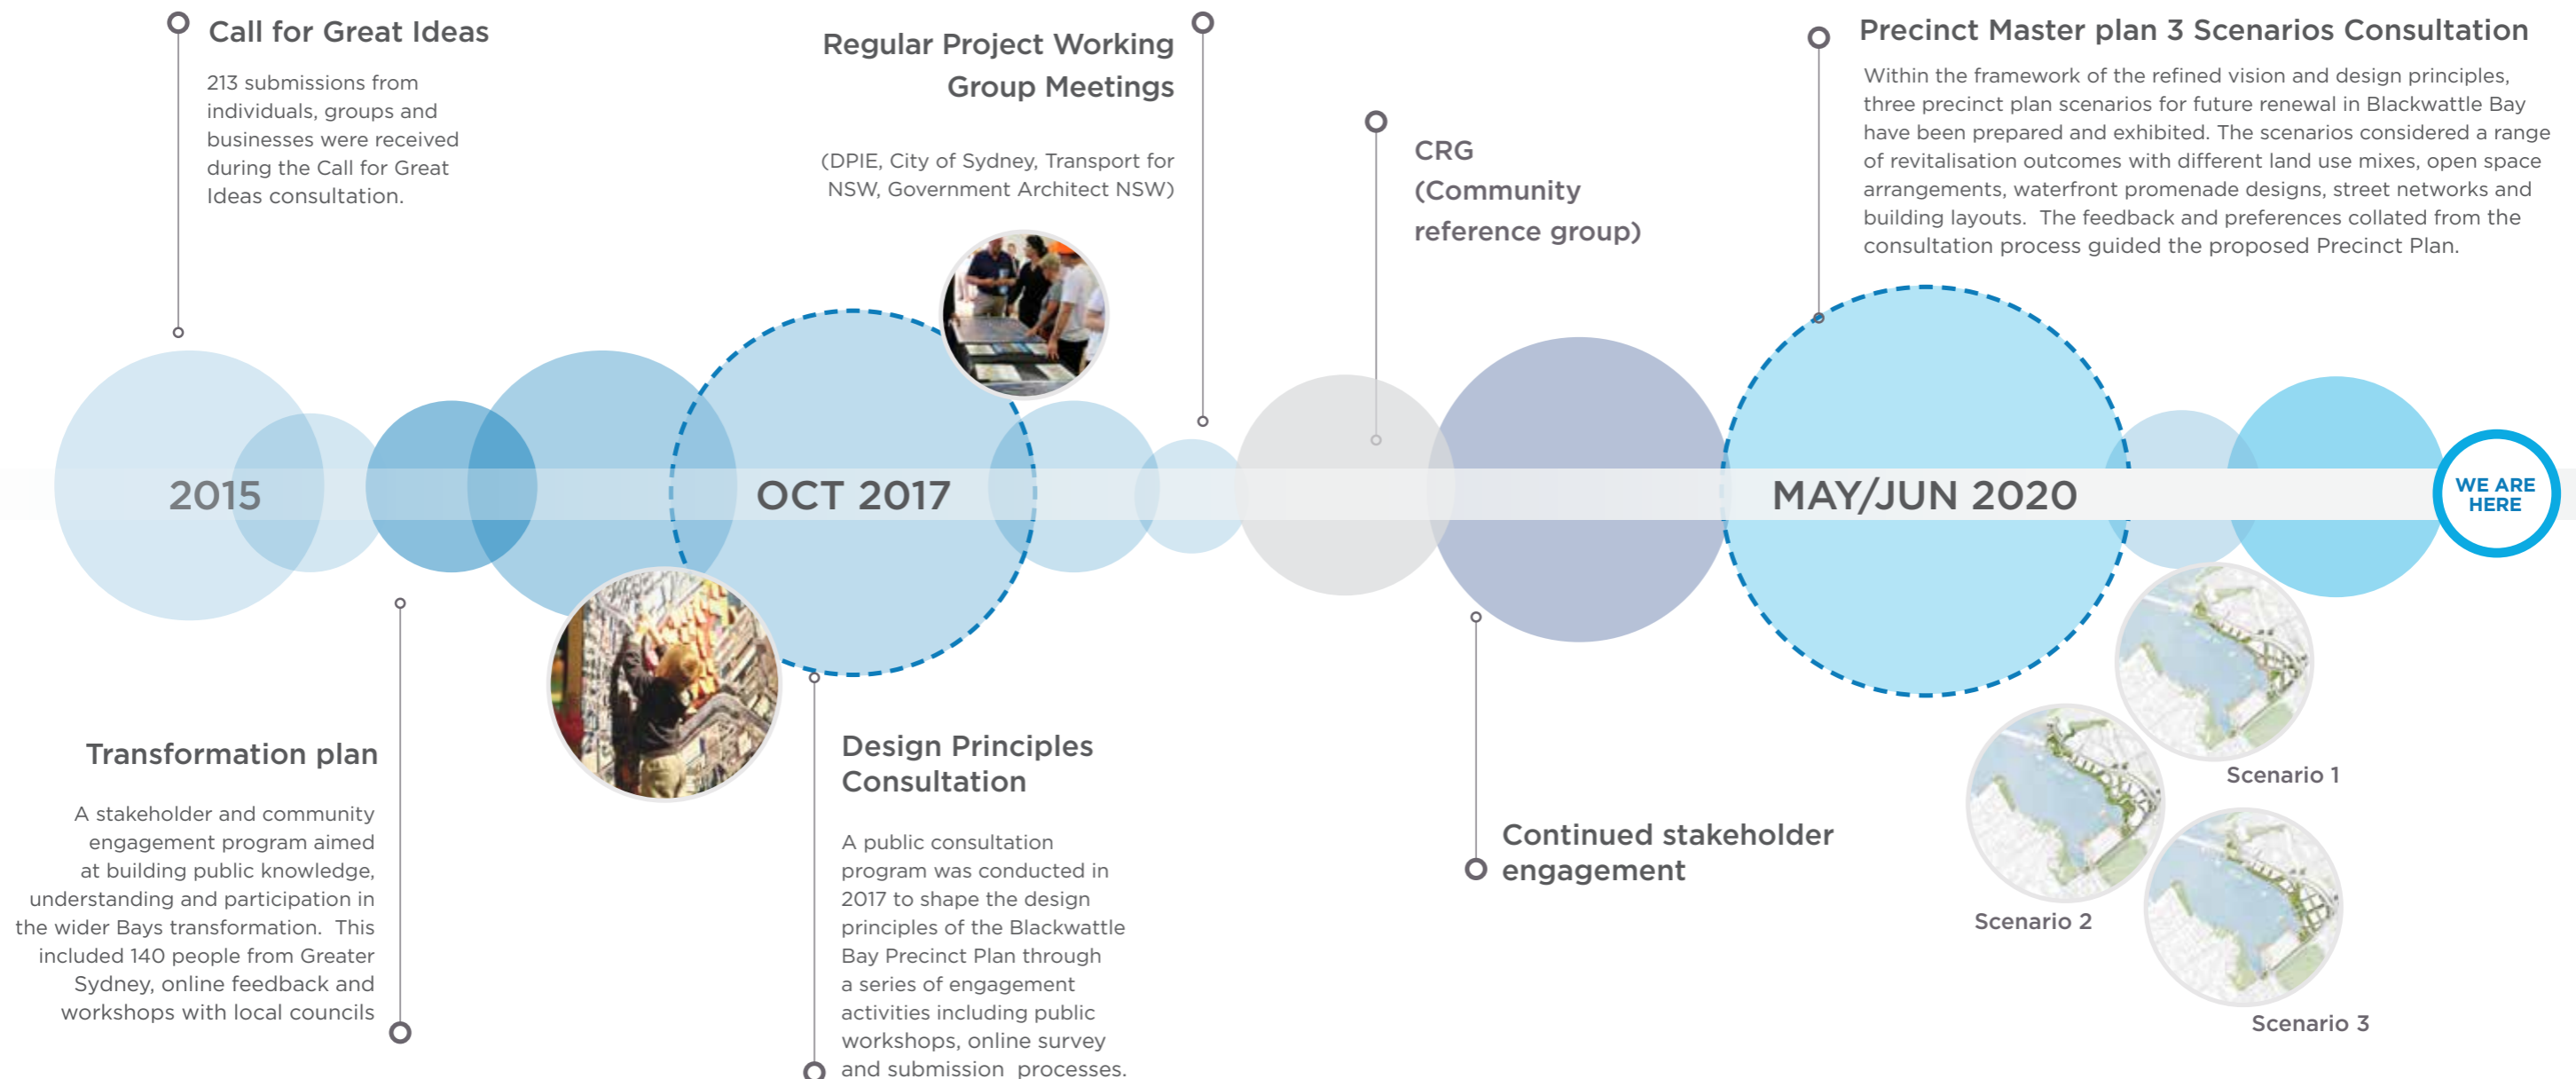 Call for Great Ideas
213 submissions from
individuals, groups and
businesses were received
during the Call for Great
Ideas consultation.
Regular Project Working
Group Meetings
(DPIE, City of Sydney, Transport for
NSW, Government Architect NSW)
CRG
(Community
reference group)
Precinct Master plan 3 Scenarios Consultation
Within the framework of the refined vision and design principles,
three precinct plan scenarios for future renewal in Blackwattle Bay
have been prepared and exhibited. The scenarios considered a range
of revitalisation outcomes with different land use mixes, open space
arrangements, waterfront promenade designs, street networks and
building layouts.  The feedback and preferences collated from the
consultation process guided the proposed Precinct Plan.
2015
OCT 2017
MAY/JUN 2020
WE ARE
HERE
Transformation plan
A stakeholder and community
engagement program aimed
at building public knowledge,
understanding and participation in
the wider Bays transformation.  This
included 140 people from Greater
Sydney, online feedback and
workshops with local councils
Design Principles
Consultation
A public consultation
program was conducted in
2017 to shape the design
principles of the Blackwattle
Bay Precinct Plan through
a series of engagement
activities including public
workshops, online survey
and submission  processes.
Continued stakeholder
engagement
Scenario 1
Scenario 2
Scenario 3